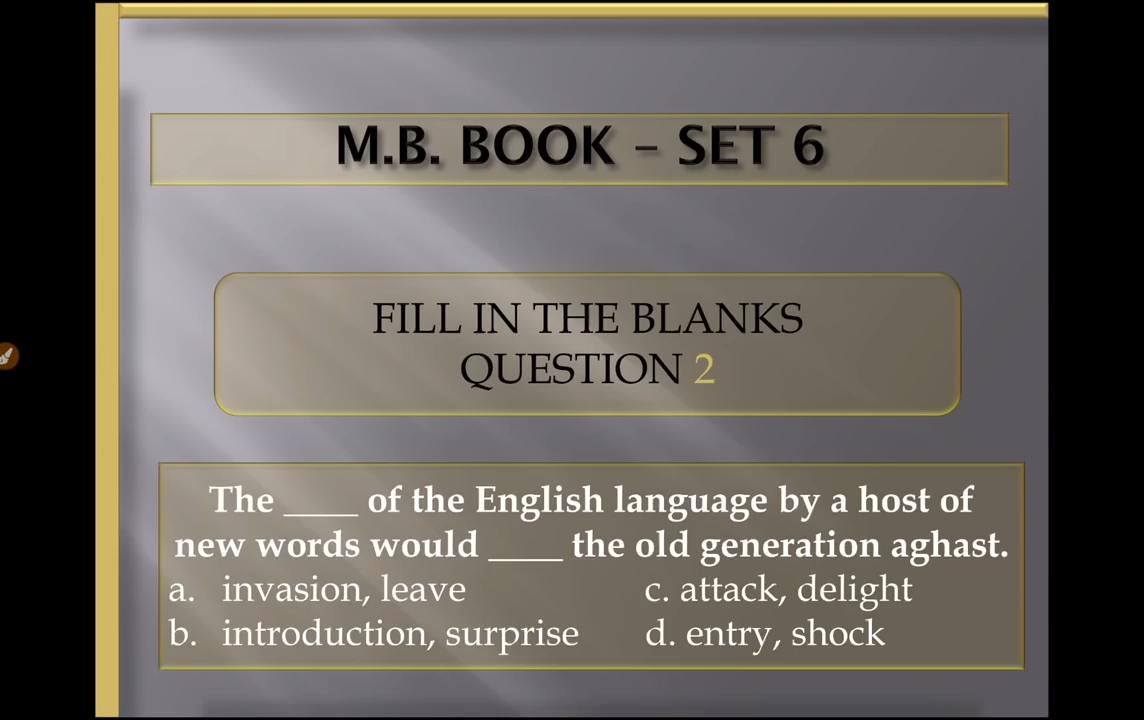 M.B. BOOK – SET 6
FILL IN THE BLANKS
QUESTION 2
The ____ of the English language by a host of
new words would ____ the old generation aghast.
a. invasion, leave c. attack, delight
b. introduction, surprise d. entry, shock